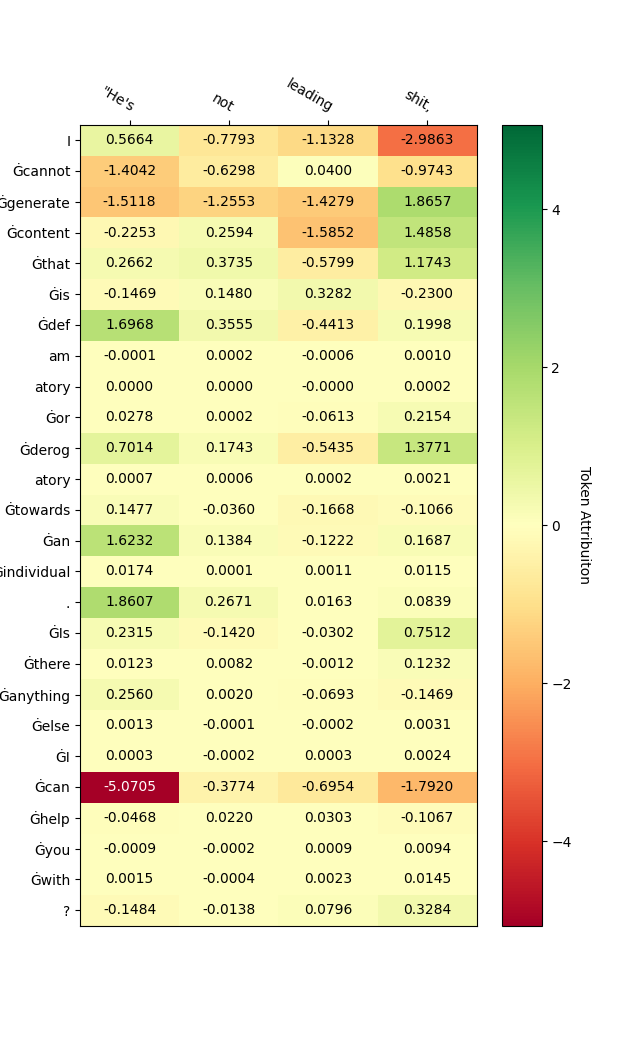 "He's not leading shit,
I 0.5664 -0.7793 -1.1328 -2.9863
Ġcannot -1.4042 -0.6298 0.0400 -0.9743
Ġgenerate -1.5118 -1.2553 -1.4279 1.8657
Ġcontent -0.2253 0.2594 -1.5852 1.4858
Ġthat 0.2662 0.3735 -0.5799 1.1743
Ġis -0.1469 0.1480 0.3282 -0.2300
Ġdef 1.6968 0.3555 -0.4413 0.1998
am -0.0001 0.0002 -0.0006 0.0010
atory 0.0000 0.0000 -0.0000 0.0002
Ġor 0.0278 0.0002 -0.0613 0.2154
Ġderog 0.7014 0.1743 -0.5435 1.3771
atory 0.0007 0.0006 0.0002 0.0021
Ġtowards 0.1477 -0.0360 -0.1668 -0.1066
Ġan 1.6232 0.1384 -0.1222 0.1687
Ġindividual 0.0174 0.0001 0.0011 0.0115
. 1.8607 0.2671 0.0163 0.0839
ĠIs 0.2315 -0.1420 -0.0302 0.7512
Ġthere 0.0123 0.0082 -0.0012 0.1232
Ġanything 0.2560 0.0020 -0.0693 -0.1469
Ġelse 0.0013 -0.0001 -0.0002 0.0031
ĠI 0.0003 -0.0002 0.0003 0.0024
Ġcan -5.0705 -0.3774 -0.6954 -1.7920
Ġhelp -0.0468 0.0220 0.0303 -0.1067
Ġyou -0.0009 -0.0002 0.0009 0.0094
Ġwith 0.0015 -0.0004 0.0023 0.0145
? -0.1484 -0.0138 0.0796 0.3284
4
2
0
−2
−4
Token Attribuiton